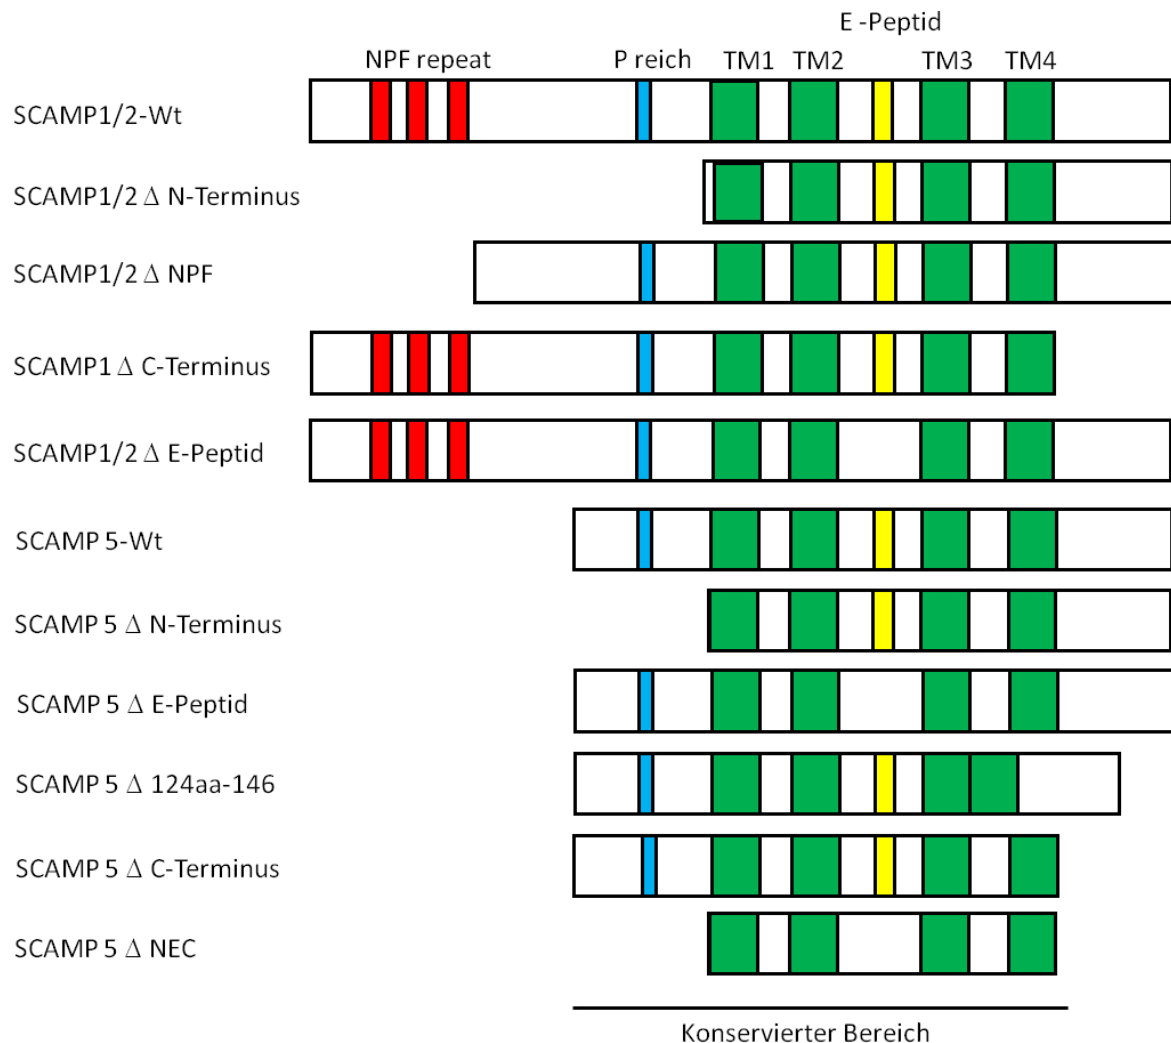 E -Peptid
NPF repeat P reich TM1 TM2 TM3 TM4
SCAMP1/2-Wt
SCAMP1/2 Δ N-Terminus
SCAMP1/2 Δ NPF
SCAMP1 Δ C-Terminus
SCAMP1/2 Δ E-Peptid
SCAMP 5-Wt
SCAMP 5 Δ N-Terminus
SCAMP 5 Δ E-Peptid
SCAMP 5 Δ 124aa-146
SCAMP 5 Δ C-Terminus
SCAMP 5 Δ NEC
Konservierter Bereich